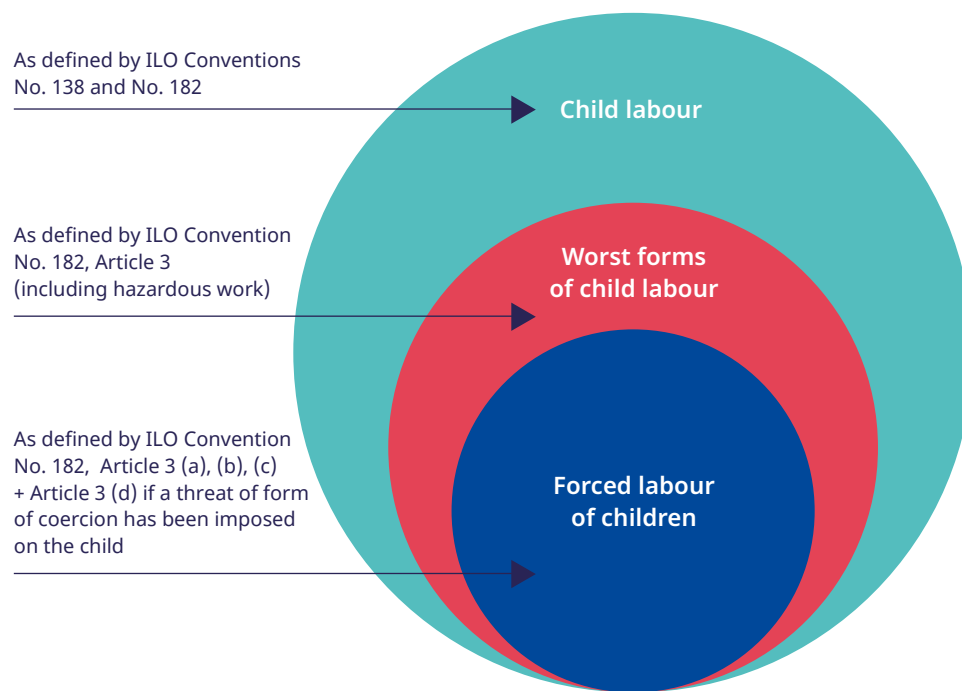 As defined by ILO Conventions
No. 138 and No. 182
Child labour
As defined by ILO Convention
No. 182, Article 3
(including hazardous work)
Worst forms
of child labour
As defined by ILO Convention
No. 182, Article 3 (a), (b), (c)
+ Article 3 (d) if a threat of form
of coercion has been imposed
on the child
Forced labour
of children